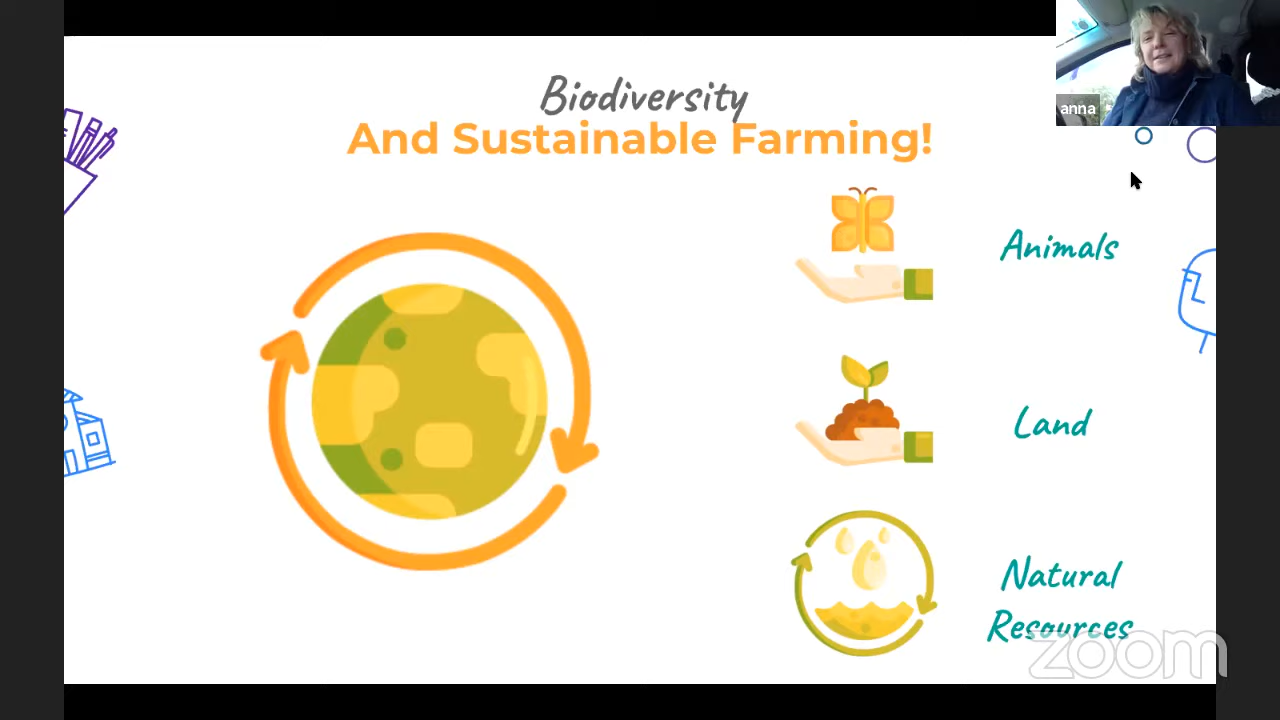 Biodiversity
And Sustainable Farming!
anna
Animals
Land
Natural
Resources
zoom